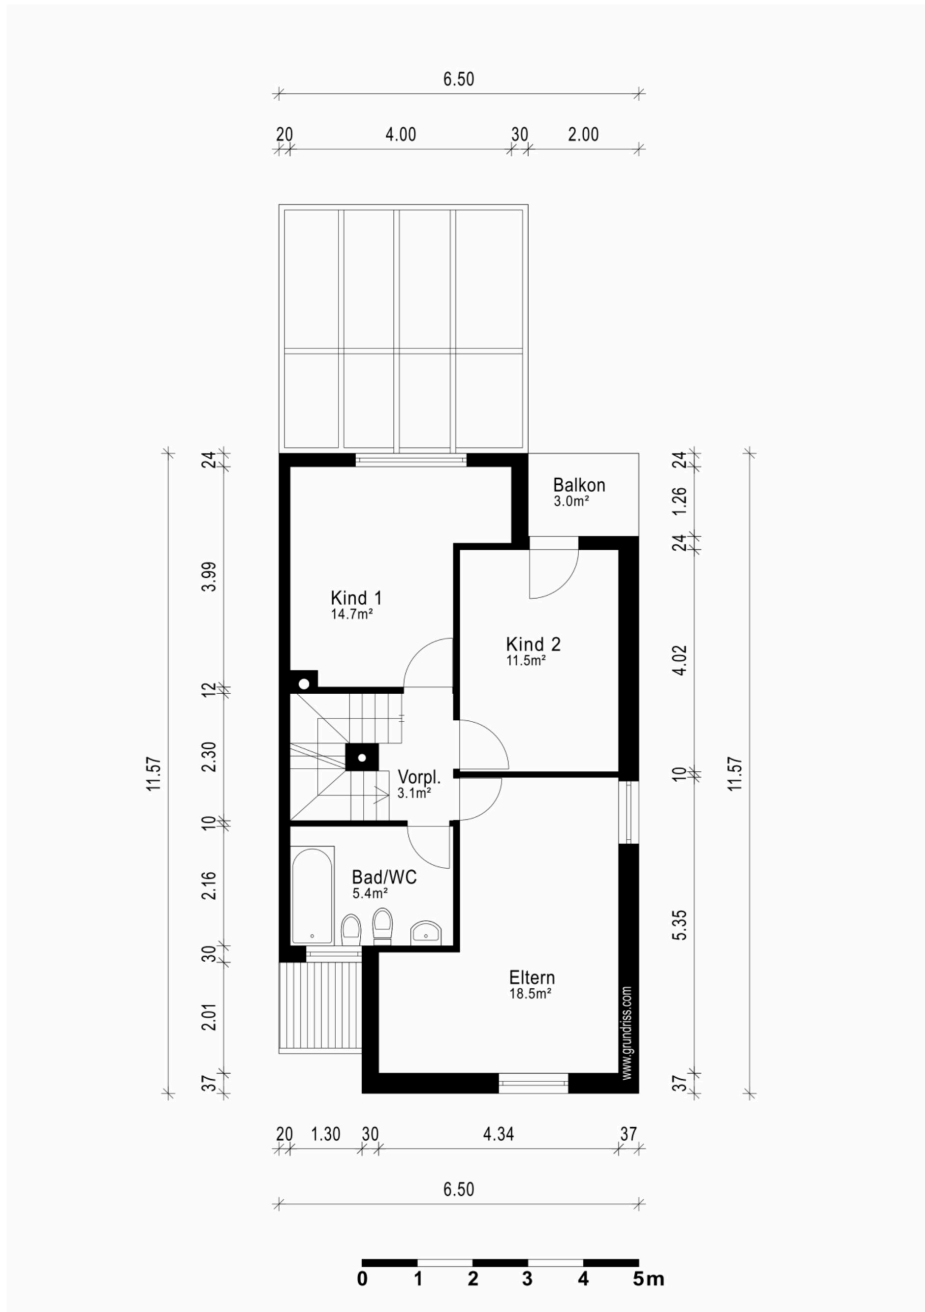 6.50
20 4.00 30 2.00
Balkon
3.0m²
Kind 1
14.7m²
Kind 2
11.5m²
Vorpl.
3.1m²
Bad/WC
5.4m²
Eltern
18.5m²
www.grundriss.com
11.57
24
3.99
12
2.30
10
2.16
30
2.01
37
24
1.26
24
4.02
10
5.35
37
11.57
20 1.30 30 4.34 37
6.50
0 1 2 3 4 5m